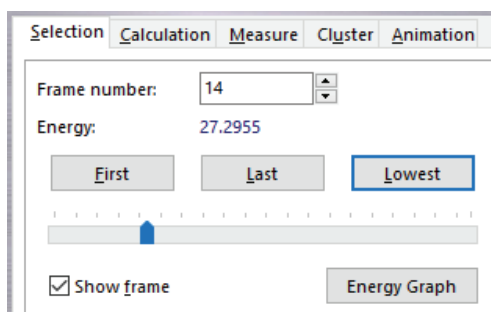 Selection Calculation Measure Cluster Animation
Frame number: 14
Energy: 27.2955
First Last Lowest
Show frame Energy Graph